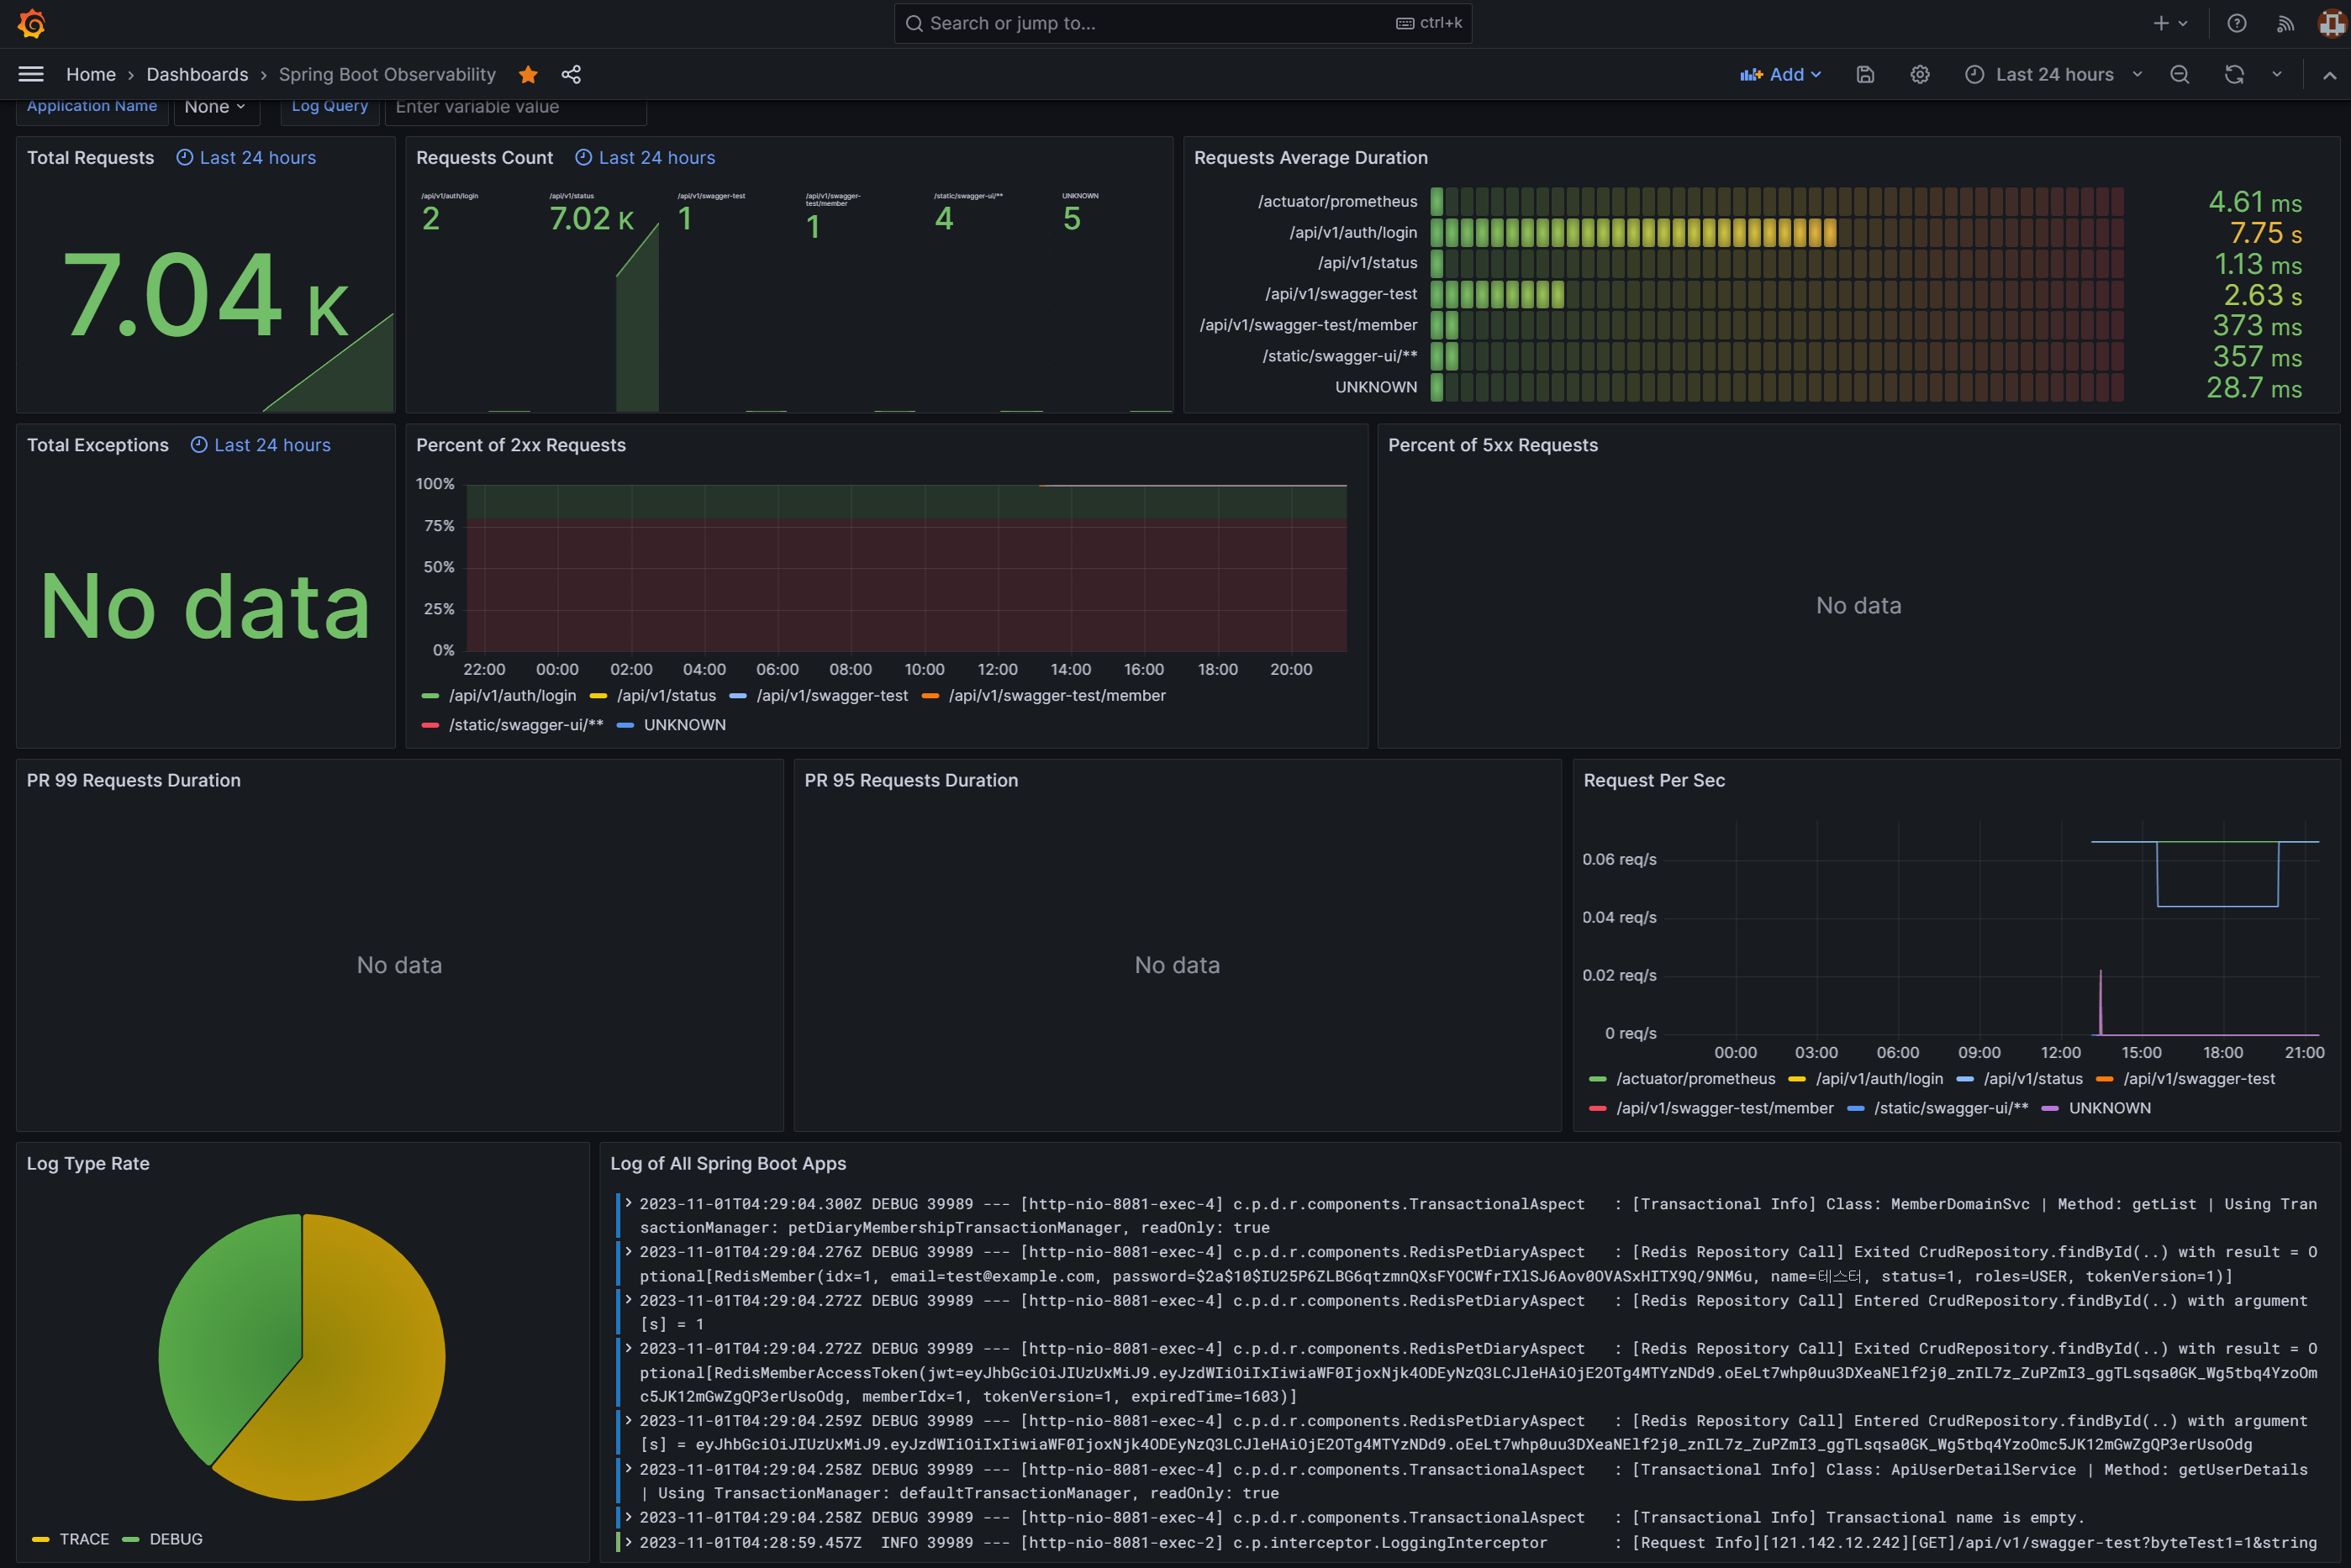 Search or jump to...
ctrl+k
Home
Dashboards
Spring Boot Observability
Add
Last 24 hours
Application Name
None
Log Query
Enter variable value
Total Requests
Last 24 hours
7.04 K
Requests Count
Last 24 hours
/api/v1/auth/login
2
/api/v1/status
7.02 K
/api/v1/swagger-test
1
/api/v1/swagger-
test/member
1
/static/swagger-ui/**
4
UNKNOWN
5
Requests Average Duration
/actuator/prometheus 4.61 ms
/api/v1/auth/login 7.75 s
/api/v1/status 1.13 ms
/api/v1/swagger-test 2.63 s
/api/v1/swagger-test/member 373 ms
/static/swagger-ui/** 357 ms
UNKNOWN 28.7 ms
Total Exceptions
Last 24 hours
No data
Percent of 2xx Requests
100%
75%
50%
25%
0%
22:00 00:00 02:00 04:00 06:00 08:00 10:00 12:00 14:00 16:00 18:00 20:00
/api/v1/auth/login /api/v1/status /api/v1/swagger-test /api/v1/swagger-test/member
/static/swagger-ui/** UNKNOWN
Percent of 5xx Requests
No data
PR 99 Requests Duration
No data
PR 95 Requests Duration
No data
Request Per Sec
0.06 req/s
0.04 req/s
0.02 req/s
0 req/s
00:00 03:00 06:00 09:00 12:00 15:00 18:00 21:00
/actuator/prometheus /api/v1/auth/login /api/v1/status /api/v1/swagger-test
/api/v1/swagger-test/member /static/swagger-ui/** UNKNOWN
Log Type Rate
TRACE DEBUG
Log of All Spring Boot Apps
2023-11-01T04:29:04.300Z DEBUG 39989 --- [http-nio-8081-exec-4] c.p.d.r.components.TransactionalAspect : [Transactional Info] Class: MemberDomainSvc | Method: getList | Using Tran
sactionManager: petDiaryMembershipTransactionManager, readOnly: true
2023-11-01T04:29:04.276Z DEBUG 39989 --- [http-nio-8081-exec-4] c.p.d.r.components.RedisPetDiaryAspect : [Redis Repository Call] Exited CrudRepository.findById(..) with result = O
ptional[RedisMember(idx=1, email=test@example.com, password=$2a$10$IU25P6ZLBG6qtzmnQXsFYOCWfrIXlSJ6Aov0OVASxHITX9Q/9NM6u, name=테스터, status=1, roles=USER, tokenVersion=1)]
2023-11-01T04:29:04.272Z DEBUG 39989 --- [http-nio-8081-exec-4] c.p.d.r.components.RedisPetDiaryAspect : [Redis Repository Call] Entered CrudRepository.findById(..) with argument
[s] = 1
2023-11-01T04:29:04.272Z DEBUG 39989 --- [http-nio-8081-exec-4] c.p.d.r.components.RedisPetDiaryAspect : [Redis Repository Call] Exited CrudRepository.findById(..) with result = O
ptional[RedisMemberAccessToken(jwt=eyJhbGciOiJIUzUxMiJ9.eyJzdWIiOiIxIiwiaWF0IjoxNjk4ODEyNzQ3LCJleHAiOjE2OTg4MTYzNDd9.oEeLt7whp0uu3DXeaNElf2j0_znIL7z_ZuPZmI3_ggTLsqsa0GK_Wg5tbq4YzoOm
c5JK12mGwZgQP3erUsoOdg, memberIdx=1, tokenVersion=1, expiredTime=1603)]
2023-11-01T04:29:04.259Z DEBUG 39989 --- [http-nio-8081-exec-4] c.p.d.r.components.RedisPetDiaryAspect : [Redis Repository Call] Entered CrudRepository.findById(..) with argument
[s] = eyJhbGciOiJIUzUxMiJ9.eyJzdWIiOiIxIiwiaWF0IjoxNjk4ODEyNzQ3LCJleHAiOjE2OTg4MTYzNDd9.oEeLt7whp0uu3DXeaNElf2j0_znIL7z_ZuPZmI3_ggTLsqsa0GK_Wg5tbq4YzoOmc5JK12mGwZgQP3erUsoOdg
2023-11-01T04:29:04.258Z DEBUG 39989 --- [http-nio-8081-exec-4] c.p.d.r.components.TransactionalAspect : [Transactional Info] Class: ApiUserDetailService | Method: getUserDetails
| Using TransactionManager: defaultTransactionManager, readOnly: true
2023-11-01T04:29:04.258Z DEBUG 39989 --- [http-nio-8081-exec-4] c.p.d.r.components.TransactionalAspect : [Transactional Info] Transactional name is empty.
2023-11-01T04:28:59.457Z INFO 39989 --- [http-nio-8081-exec-2] c.p.interceptor.LoggingInterceptor : [Request Info][121.142.12.242][GET]/api/v1/swagger-test?byteTest1=1&string